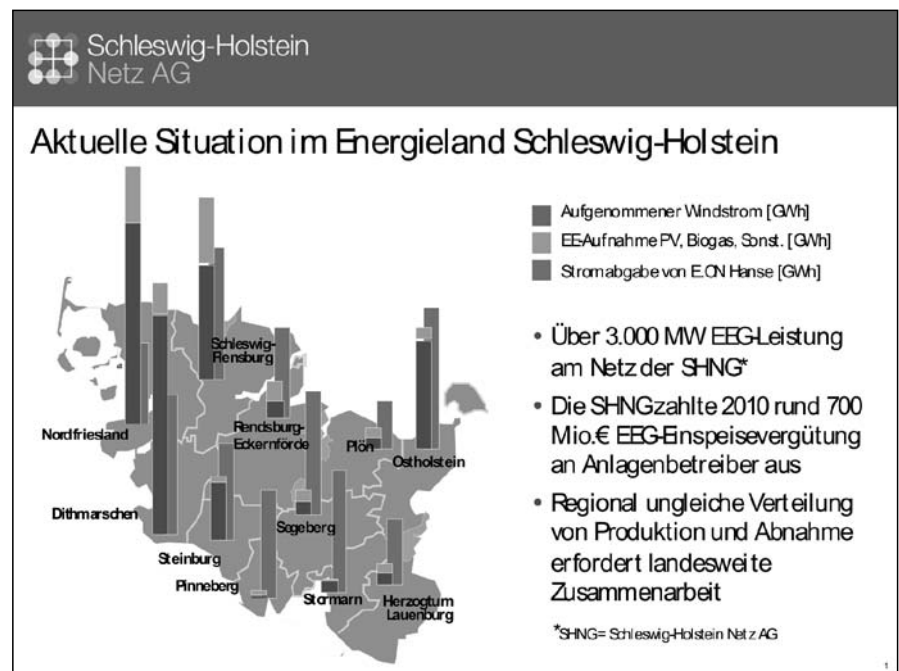 Schleswig-Holstein
Netz AG
Aktuelle Situation im Energieland Schleswig-Holstein
Aufgenommener Windstrom [GWh]
EE-Aufnahme PV, Biogas, Sonst. [GWh]
Stromabgabe von E.ON Hanse [GWh]
• Über 3.000 MW EEG-Leistung
am Netz der SHNG*
• Die SHNG zahlte 2010 rund 700
Mio.€ EEG-Einspeisevergütung
an Anlagenbetreiber aus
• Regional ungleiche Verteilung
von Produktion und Abnahme
erfordert landesweite
Zusammenarbeit
*SHNG= Schleswig-Holstein Netz AG
Schleswig-
Flensburg
Nordfriesland
Rendsburg-
Eckernförde
Plön
Ostholstein
Dithmarschen
Segeberg
Steinburg
Pinneberg
Stormarn
Herzogtum
Lauenburg
1